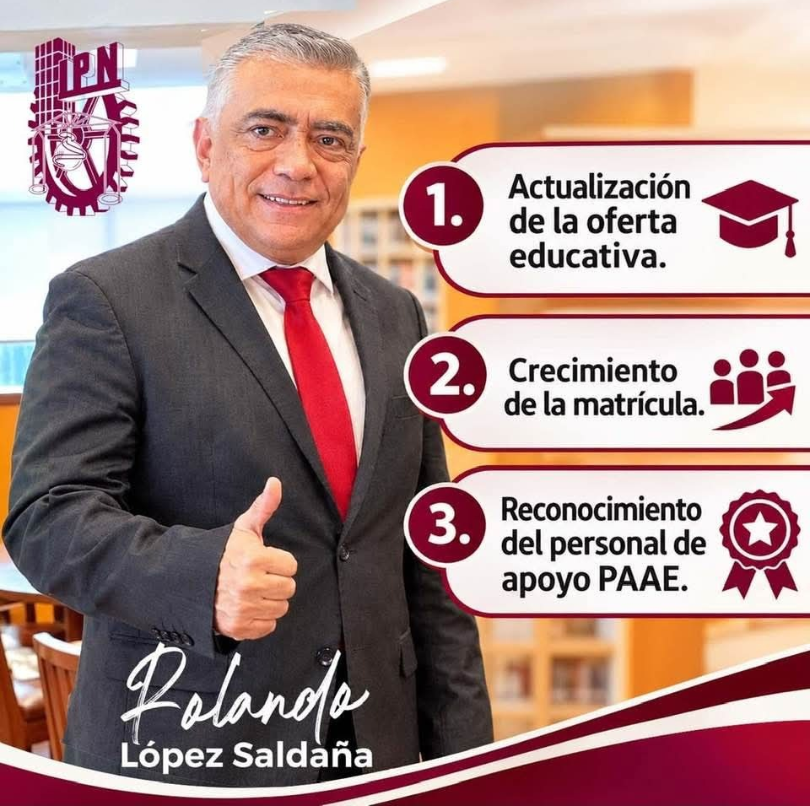 IPN
1.
Actualización
de la oferta
educativa.
2.
Crecimiento
de la matrícula.
3.
Reconocimiento
del personal de
apoyo PAAE.
Rolando
López Saldaña